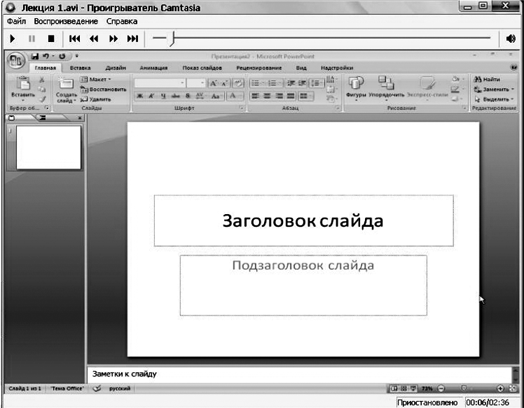 Лекция 1.avi - Проигрыватель Camtasia
Файл Воспроизведение Справка
Презентация2 - Microsoft PowerPoint
Главная Вставка Дизайн Анимация Показ слайдов Рецензирование Вид Надстройки
Вставить
Создать слайд
Макет
Восстановить
Удалить
Фигуры Упорядочить Экспресс-стили
Найти
Заменить
Выделить
Буфер об... Слайды Шрифт Абзац Рисование Редактирование
1
Заголовок слайда
Подзаголовок слайда
Заметки к слайду
Слайд 1 из 1 "Тема Office" русский 73%
Приостановлено 00:06/02:36